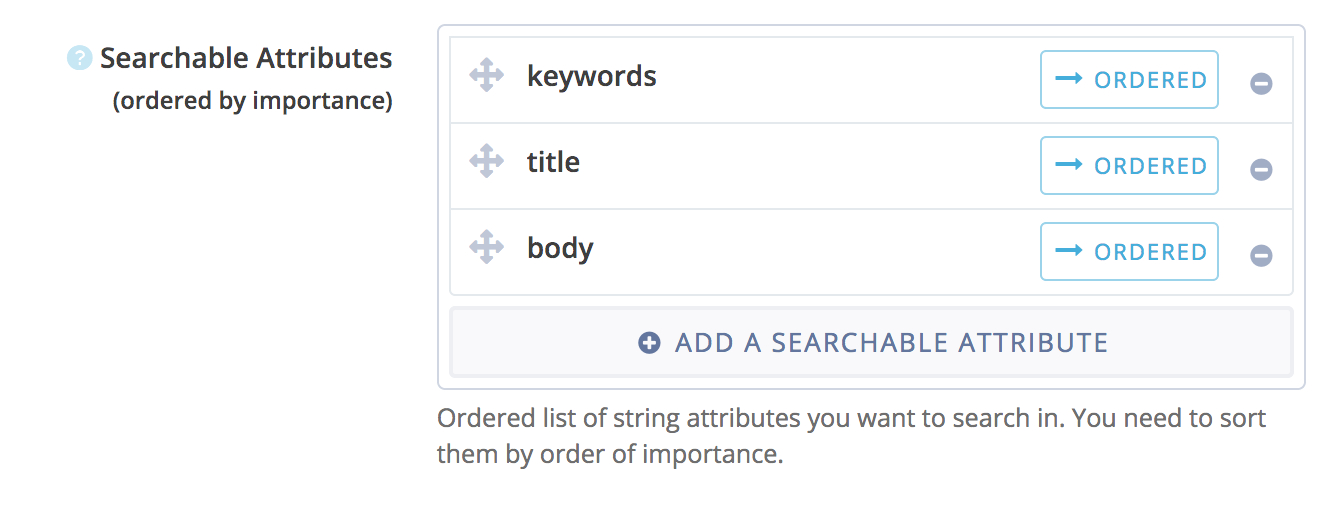 ? Searchable Attributes
(ordered by importance)
keywords
ORDERED
title
ORDERED
body
ORDERED
ADD A SEARCHABLE ATTRIBUTE
Ordered list of string attributes you want to search in. You need to sort
them by order of importance.